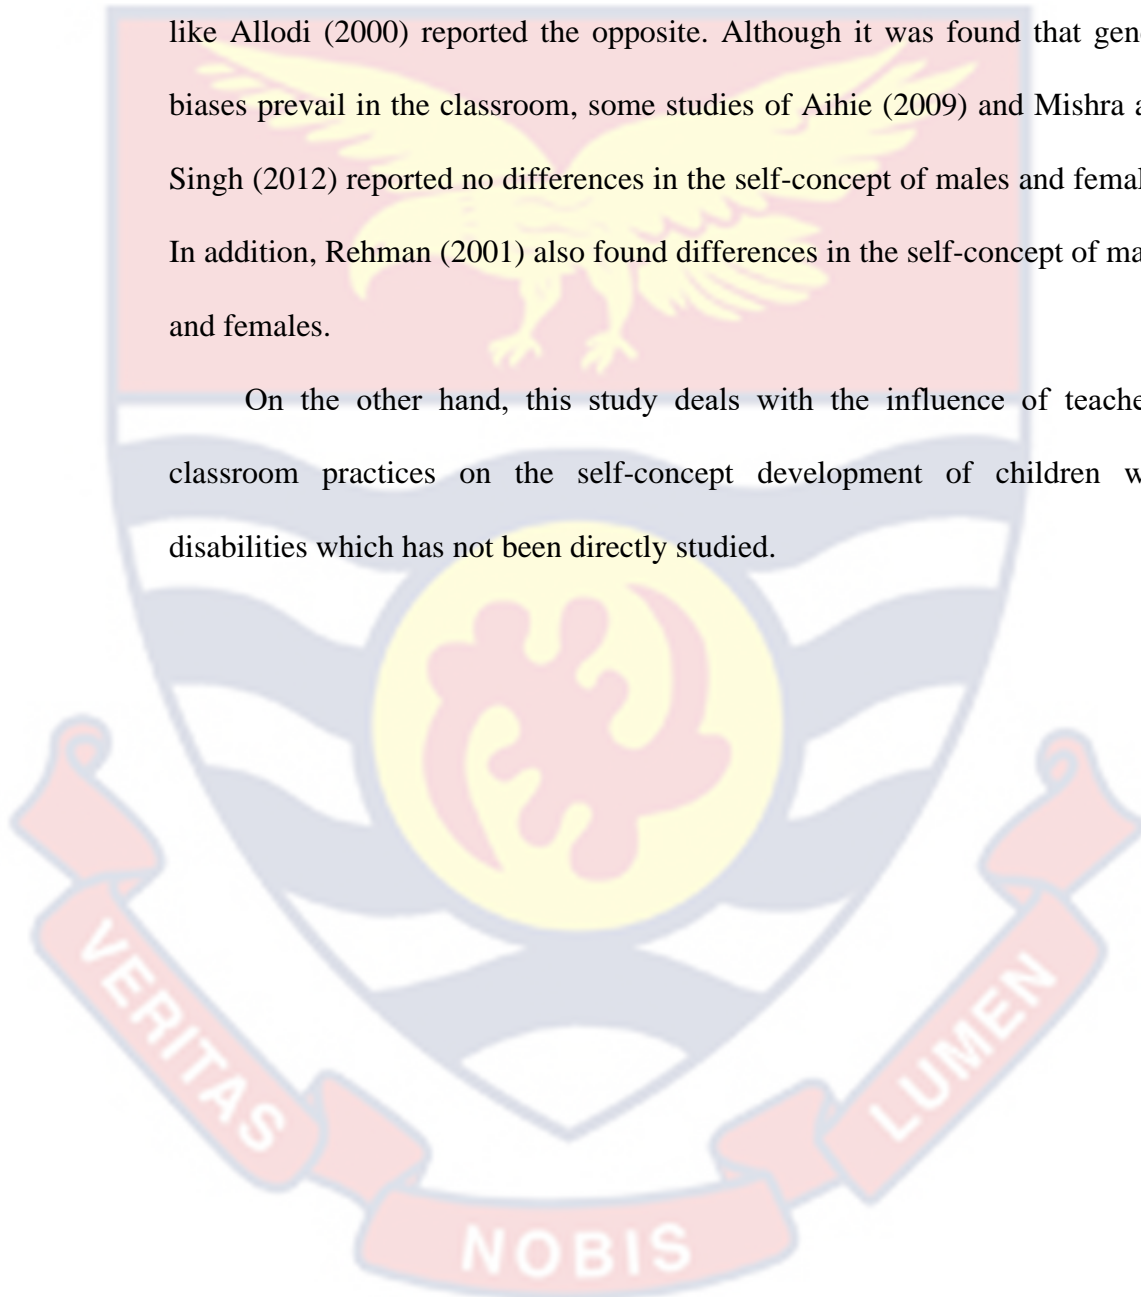 like Allodi (2000) reported the opposite. Although it was found that gen
biases prevail in the classroom, some studies of Aihie (2009) and Mishra a
Singh (2012) reported no differences in the self-concept of males and femal
In addition, Rehman (2001) also found differences in the self-concept of ma
and females.
On the other hand, this study deals with the influence of teache
classroom practices on the self-concept development of children w
disabilities which has not been directly studied.
VERITAS
NOBIS
LUMEN